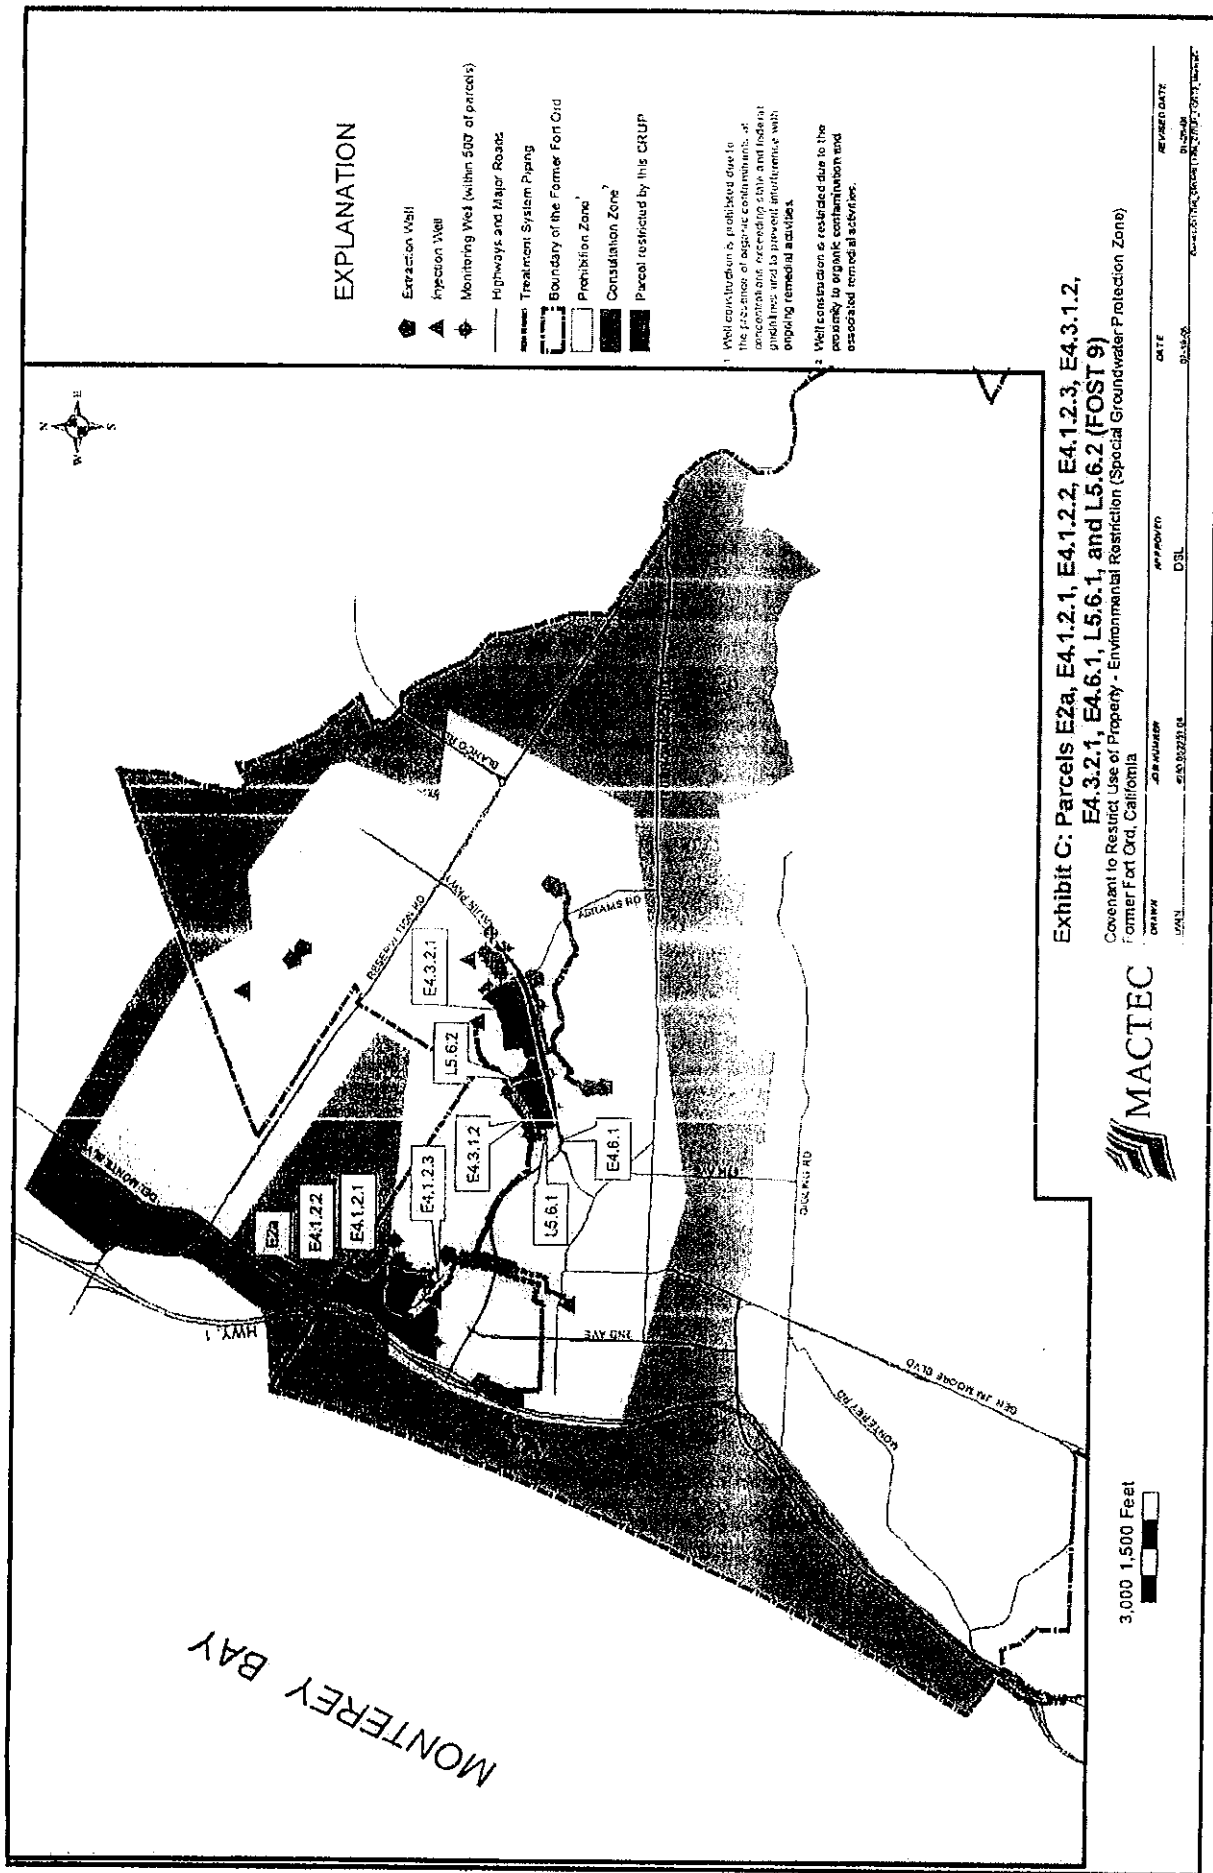 MONTEREY BAY
N
W
E
S
HWY. 1
DEL MONTE BLVD
RESERVATION RD
BLANCO RD
IMJIN PKWY
ABRAMS RD
2ND AVE
GIGLING RD
GEN JIM MOORE BLVD
MONTEREY RD
E2a
E4.1.2.2
E4.1.2.1
E4.1.2.3
E4.3.1.2
L5.6.2
E4.3.2.1
L5.6.1
E4.6.1
EXPLANATION
Extraction Well
Injection Well
Monitoring Well (within 500' of parcels)
Highways and Major Roads
Treatment System Piping
Boundary of the Former Fort Ord
Prohibition Zone¹
Consultation Zone²
Parcel restricted by this CRUP
¹ Well construction is prohibited due to
the presence of organic contaminants at
concentrations exceeding state and federal
guidelines and to prevent interference with
ongoing remedial activities.
² Well construction is restricted due to the
proximity to organic contamination and
associated remedial activities.
3,000 1,500 Feet
MACTEC
Exhibit C: Parcels E2a, E4.1.2.1, E4.1.2.2, E4.1.2.3, E4.3.1.2,
E4.3.2.1, E4.6.1, L5.6.1, and L5.6.2 (FOST 9)
Covenant to Restrict Use of Property - Environmental Restriction (Special Groundwater Protection Zone)
Former Fort Ord, California
DRAWN
JOB NUMBER
APPROVED
DATE
REVISED DATE
DSL